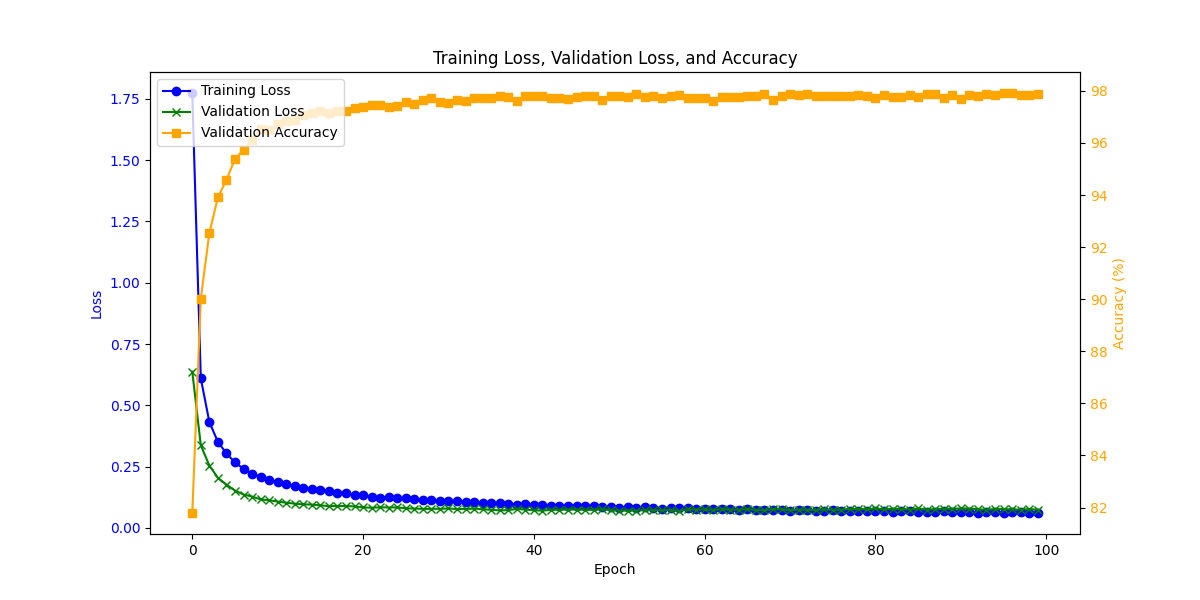 Training Loss, Validation Loss, and Accuracy
Training Loss
Validation Loss
Validation Accuracy
Loss
1.75
1.50
1.25
1.00
0.75
0.50
0.25
0.00
98
96
94
92
90
88
86
84
82
Accuracy (%)
0 20 40 60 80 100
Epoch